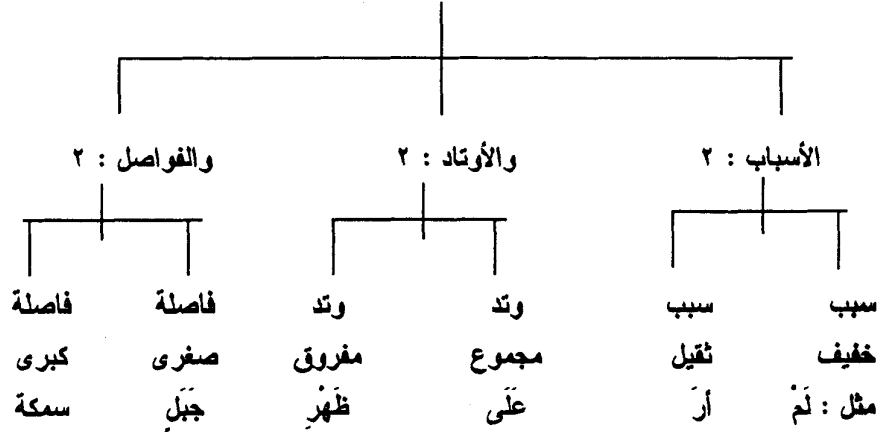 الأسباب : ٢ والأوتاد : ٢ والفواصل : ٢
سبب سبب وتد وتد فاصلة فاصلة
خفيف ثقيل مجموع مفروق صغرى كبرى
مثل : لَمْ أرَ عَلَى ظَهْرِ جَبَلٍ سمكة